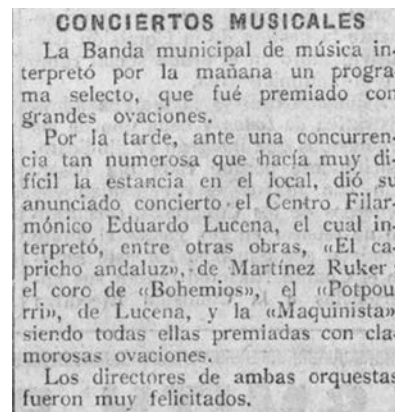 CONCIERTOS MUSICALES
La Banda municipal de música in-
terpretó por la mañana un progra
ma selecto, que fué premiado con
grandes ovaciones.
Por la tarde, ante una concurren-
cia tan numerosa que hacía muy di-
fícil la estancia en el local, dió su
anunciado concierto el Centro Filar-
mónico Eduardo Lucena, el cual in-
terpretó, entre otras obras, «El ca-
pricho andaluz», de Martínez Ruker
el coro de «Bohemios», el «Potpou
rri», de Lucena, y la «Maquinista»
siendo todas ellas premiadas con cla-
morosas ovaciones.
Los directores de ambas orquestas
fueron muy felicitados.